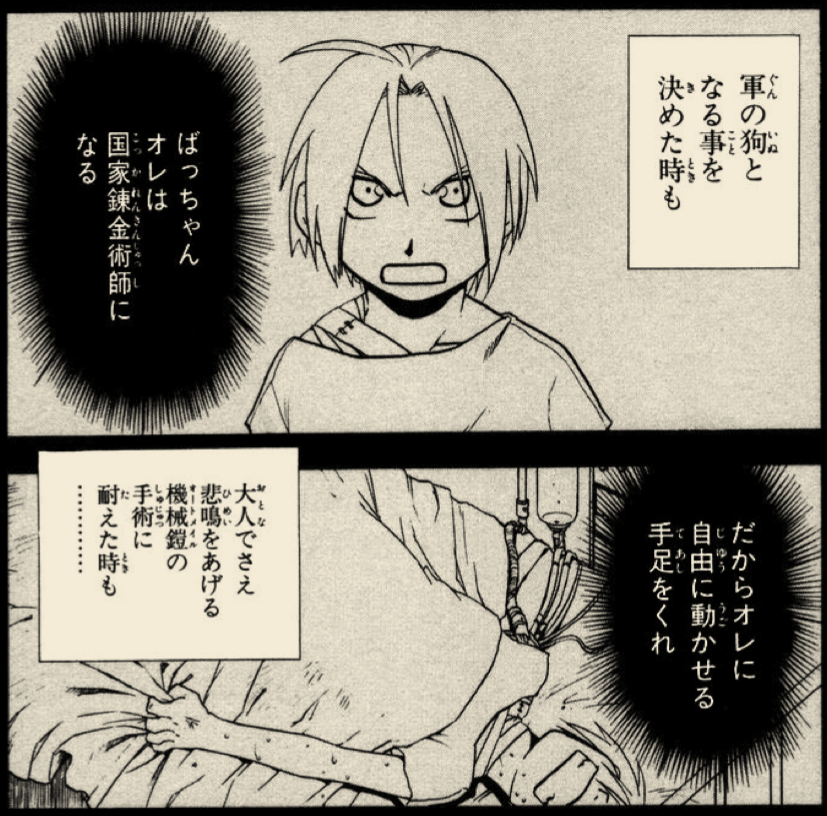 軍の狗と
なる事を
決めた時も
ばっちゃん
オレは
国家錬金術師に
なる
だからオレに
自由に動かせる
手足をくれ
大人でさえ
悲鳴をあげる
機械鎧の
手術に
耐えた時も
…………